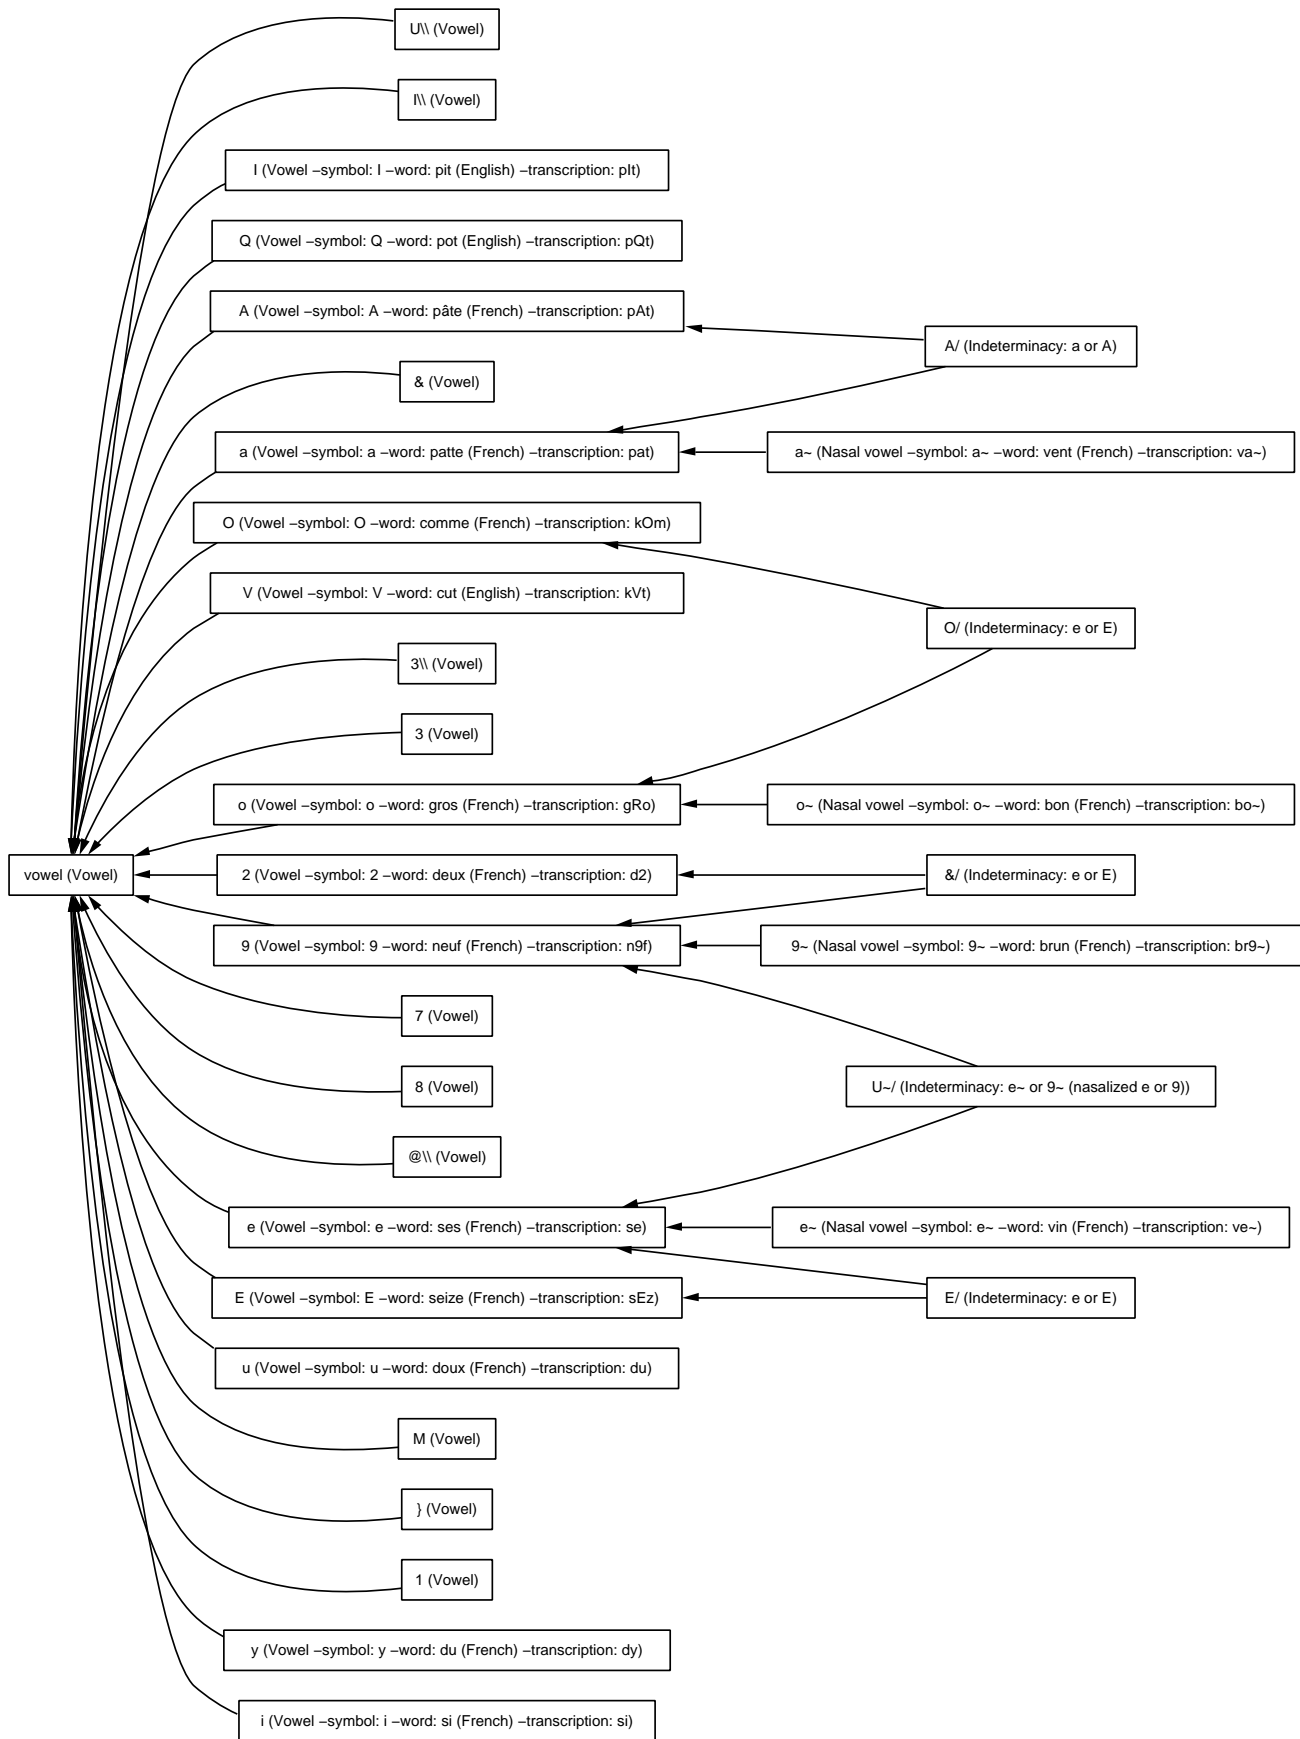 U\\ (Vowel)
I\\ (Vowel)
I (Vowel −symbol: I −word: pit (English) −transcription: pIt)
Q (Vowel −symbol: Q −word: pot (English) −transcription: pQt)
A (Vowel −symbol: A −word: pâte (French) −transcription: pAt)
A/ (Indeterminacy: a or A)
& (Vowel)
a (Vowel −symbol: a −word: patte (French) −transcription: pat)
a~ (Nasal vowel −symbol: a~ −word: vent (French) −transcription: va~)
O (Vowel −symbol: O −word: comme (French) −transcription: kOm)
V (Vowel −symbol: V −word: cut (English) −transcription: kVt)
O/ (Indeterminacy: e or E)
3\\ (Vowel)
3 (Vowel)
o (Vowel −symbol: o −word: gros (French) −transcription: gRo)
o~ (Nasal vowel −symbol: o~ −word: bon (French) −transcription: bo~)
vowel (Vowel)
2 (Vowel −symbol: 2 −word: deux (French) −transcription: d2)
&/ (Indeterminacy: e or E)
9 (Vowel −symbol: 9 −word: neuf (French) −transcription: n9f)
9~ (Nasal vowel −symbol: 9~ −word: brun (French) −transcription: br9~)
7 (Vowel)
8 (Vowel)
U~/ (Indeterminacy: e~ or 9~ (nasalized e or 9))
@\\ (Vowel)
e (Vowel −symbol: e −word: ses (French) −transcription: se)
e~ (Nasal vowel −symbol: e~ −word: vin (French) −transcription: ve~)
E (Vowel −symbol: E −word: seize (French) −transcription: sEz)
E/ (Indeterminacy: e or E)
u (Vowel −symbol: u −word: doux (French) −transcription: du)
M (Vowel)
} (Vowel)
1 (Vowel)
y (Vowel −symbol: y −word: du (French) −transcription: dy)
i (Vowel −symbol: i −word: si (French) −transcription: si)